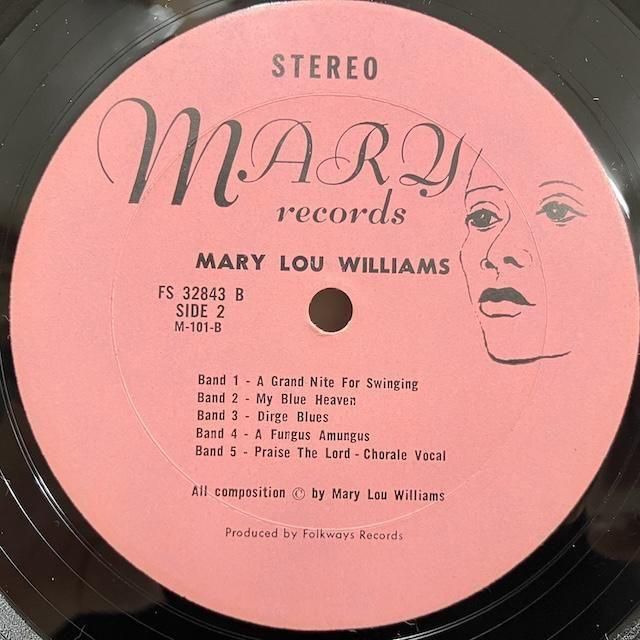 STEREO
MARY
records
MARY LOU WILLIAMS
FS 32843 B
SIDE 2
M-101-B
Band 1 - A Grand Nite For Swinging
Band 2 - My Blue Heaven
Band 3 - Dirge Blues
Band 4 - A Fungus Amungus
Band 5 - Praise The Lord - Chorale Vocal
All composition © by Mary Lou Williams
Produced by Folkways Records